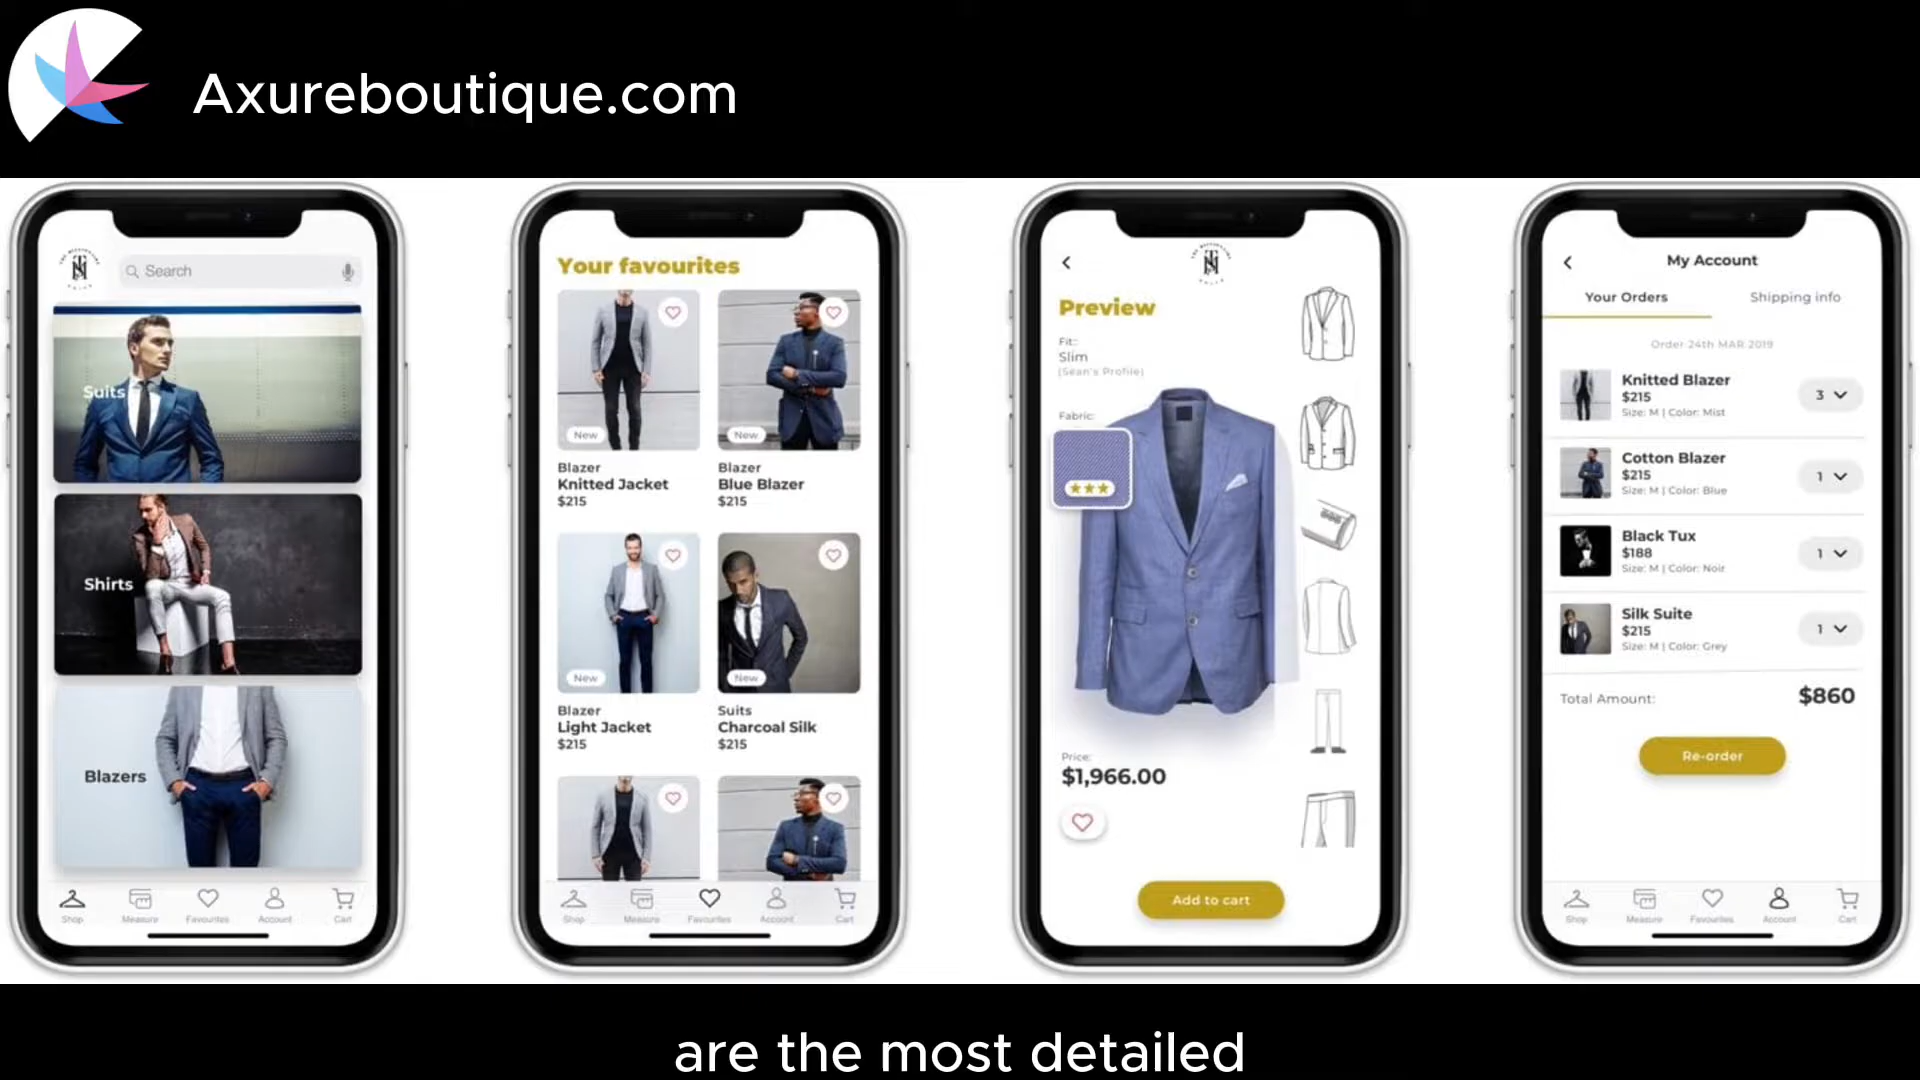 Axureboutique.com
Search
Suits
Shirts
Blazers
Shop
Measure
Favourites
Account
Cart
Your favourites
New
Blazer
Knitted Jacket
$215
New
Blazer
Blue Blazer
$215
New
Blazer
Light Jacket
$215
New
Suits
Charcoal Silk
$215
Shop
Measure
Favourites
Account
Cart
Preview
Fit::
Slim
(Sean's Profile)
Fabric:
Price:
$1,966.00
Add to cart
My Account
Your Orders
Shipping info
Order 24th MAR 2019
Knitted Blazer
$215
Size: M | Color: Mist
3
Cotton Blazer
$215
Size: M | Color: Blue
1
Black Tux
$188
Size: M | Color: Noir
1
Silk Suite
$215
Size: M | Color: Grey
1
Total Amount:
$860
Re-order
Shop
Measure
Favourites
Account
Cart
are the most detailed